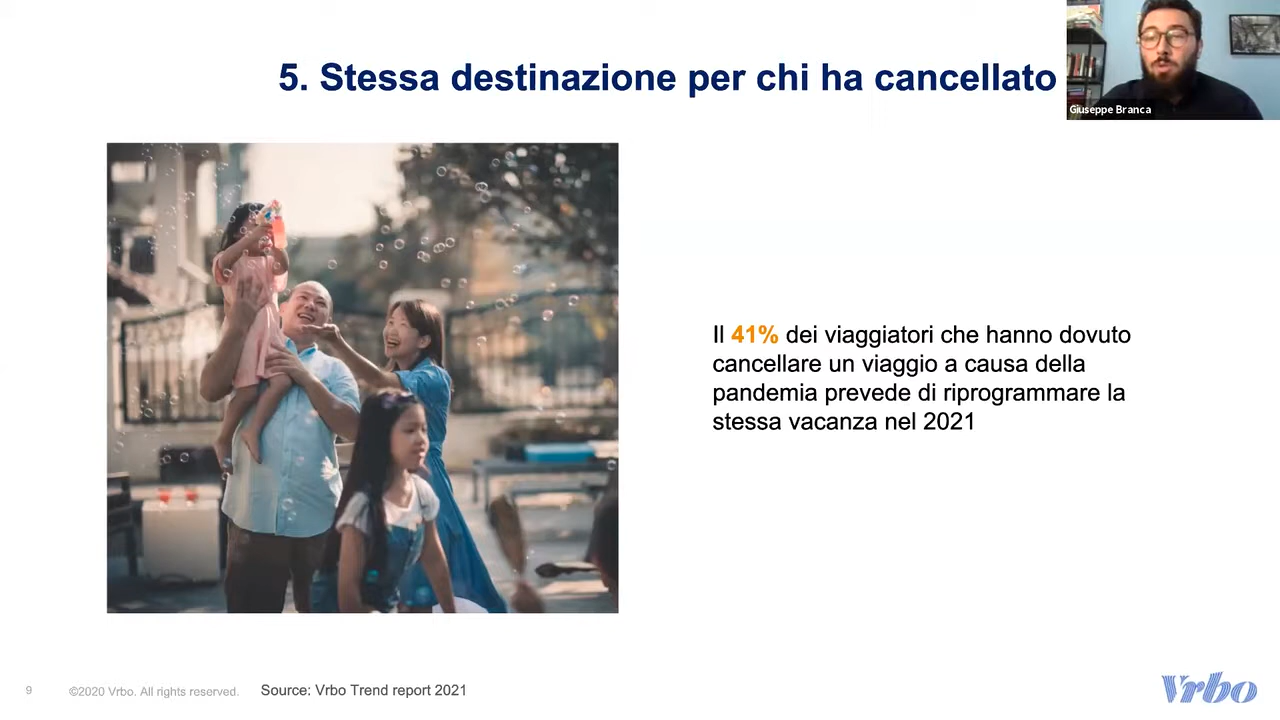 5. Stessa destinazione per chi ha cancellato
Giuseppe Branca
Il 41% dei viaggiatori che hanno dovuto
cancellare un viaggio a causa della
pandemia prevede di riprogrammare la
stessa vacanza nel 2021
9
©2020 Vrbo. All rights reserved.
Source: Vrbo Trend report 2021
Vrbo